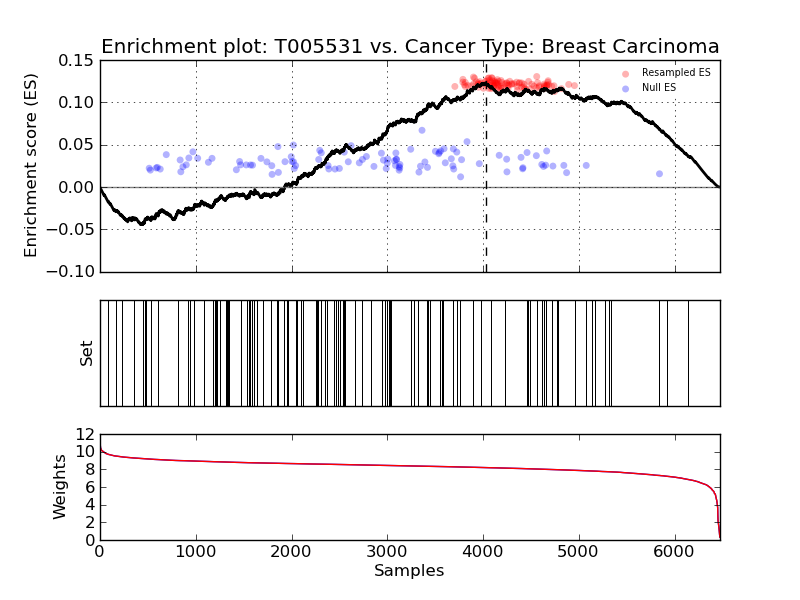 Enrichment plot: T005531 vs. Cancer Type: Breast Carcinoma
Enrichment score (ES)
0.15
0.10
0.05
0.00
−0.05
−0.10
Resampled ES
Null ES
Set
Weights
12
10
8
6
4
2
0
0 1000 2000 3000 4000 5000 6000
Samples